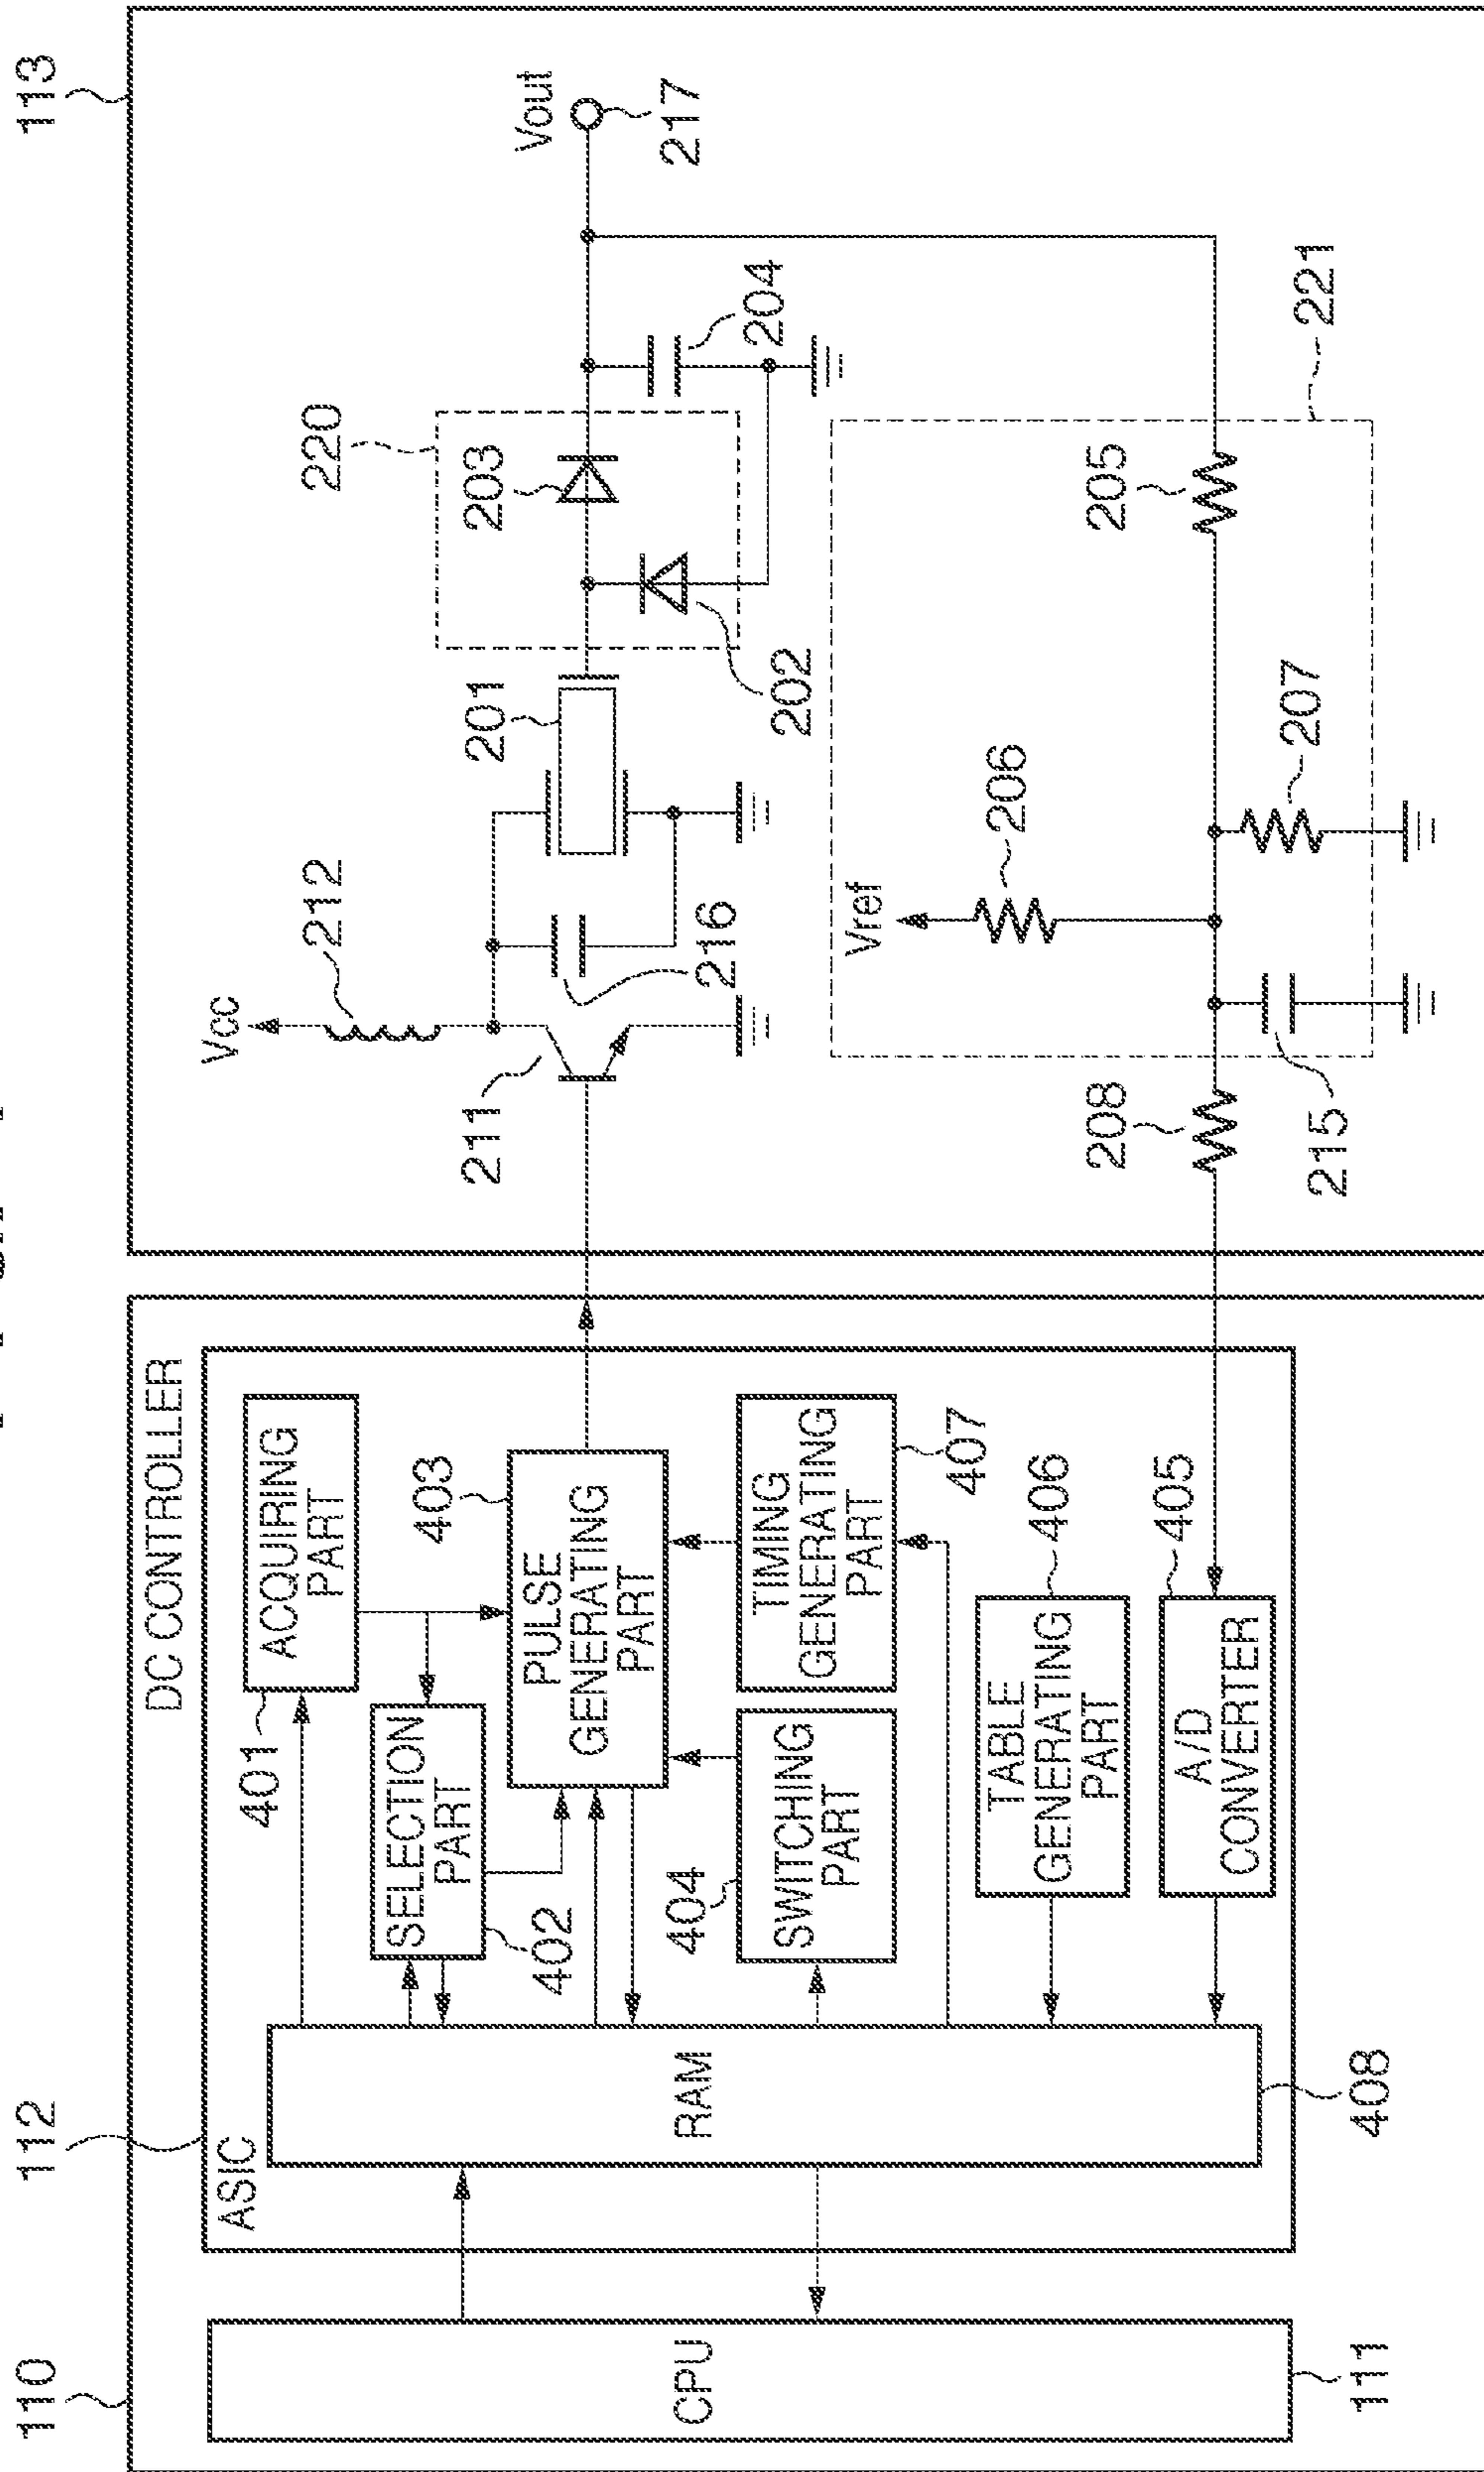 110
112
113
DC CONTROLLER
ASIC
CPU
111
RAM
408
401
ACQUIRING
PART
SELECTION
PART
402
403
PULSE
GENERATING
PART
404
SWITCHING
PART
TIMING
GENERATING
PART
407
TABLE
GENERATING
PART
406
A/D
CONVERTER
405
Vcc
212
211
216
201
220
203
202
204
Vout
217
221
Vref
206
205
207
208
215